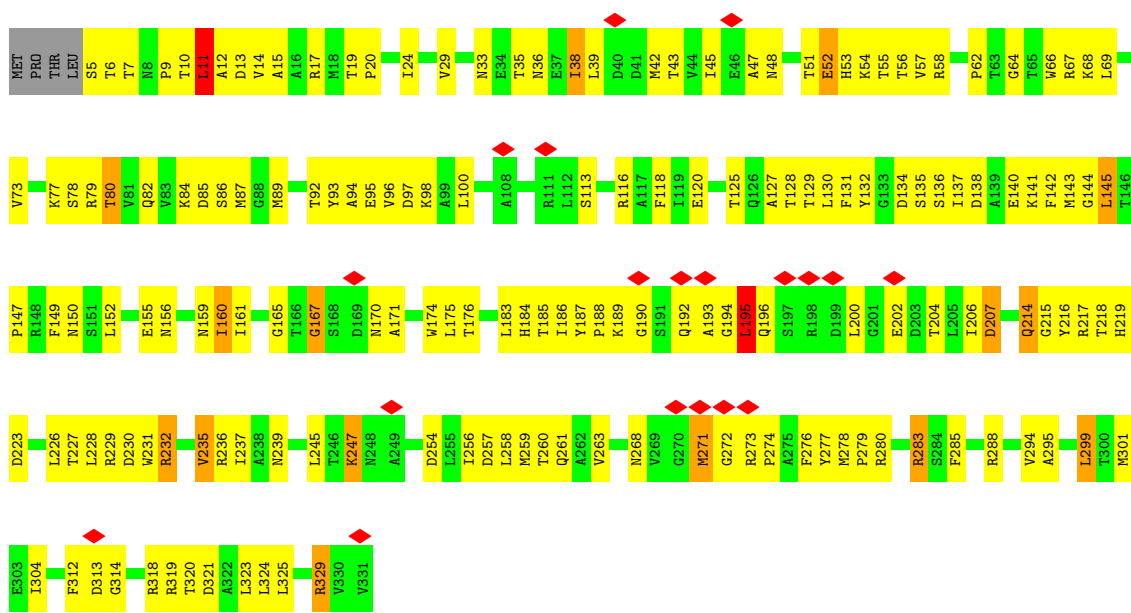 MET PRO THR LEU S5 T6 T7 N8 P9 T10 L11 A12 D13 V14 A15 A16 R17 M18 T19 P20 I24 V29 N33 E34 T35 N36 E37 I38 L39 D40 D41 M42 T43 V44 I45 E46 A47 N48 T51 E52 H53 K54 T55 T56 V57 R58 P62 T63 G64 T65 W66 R67 K68 L69
V73 K77 S78 R79 T80 V81 Q82 V83 K84 D85 S86 M87 G88 M89 T92 Y93 A94 E95 V96 D97 K98 A99 L100 A108 R111 L112 S113 R116 A117 F118 I119 E120 T125 Q126 A127 T128 T129 L130 F131 Y132 G133 D134 S135 S136 I137 D138 A139 E140 K141 F142 M143 G144 L145 T146
P147 R148 F149 N150 S151 L152 E155 N156 N159 I160 I161 G165 T166 G167 S168 D169 N170 A171 W174 L175 T176 L183 H184 T185 I186 Y187 P188 K189 G190 S191 Q192 A193 G194 L195 Q196 S197 R198 D199 L200 G201 E202 D203 T204 L205 I206 D207 Q214 G215 Y216 R217 T218 H219
D223 L226 T227 L228 R229 D230 W231 R232 V235 R236 I237 A238 N239 L245 T246 K247 N248 A249 D254 L255 I256 D257 L258 M259 T260 Q261 A262 V263 N268 V269 G270 M271 G272 R273 P274 A275 F276 Y277 M278 P279 R280 R283 S284 F285 R288 V294 A295 L299 T300 M301
E303 I304 F312 D313 G314 R318 R319 T320 D321 A322 L323 L324 L325 R329 V330 V331